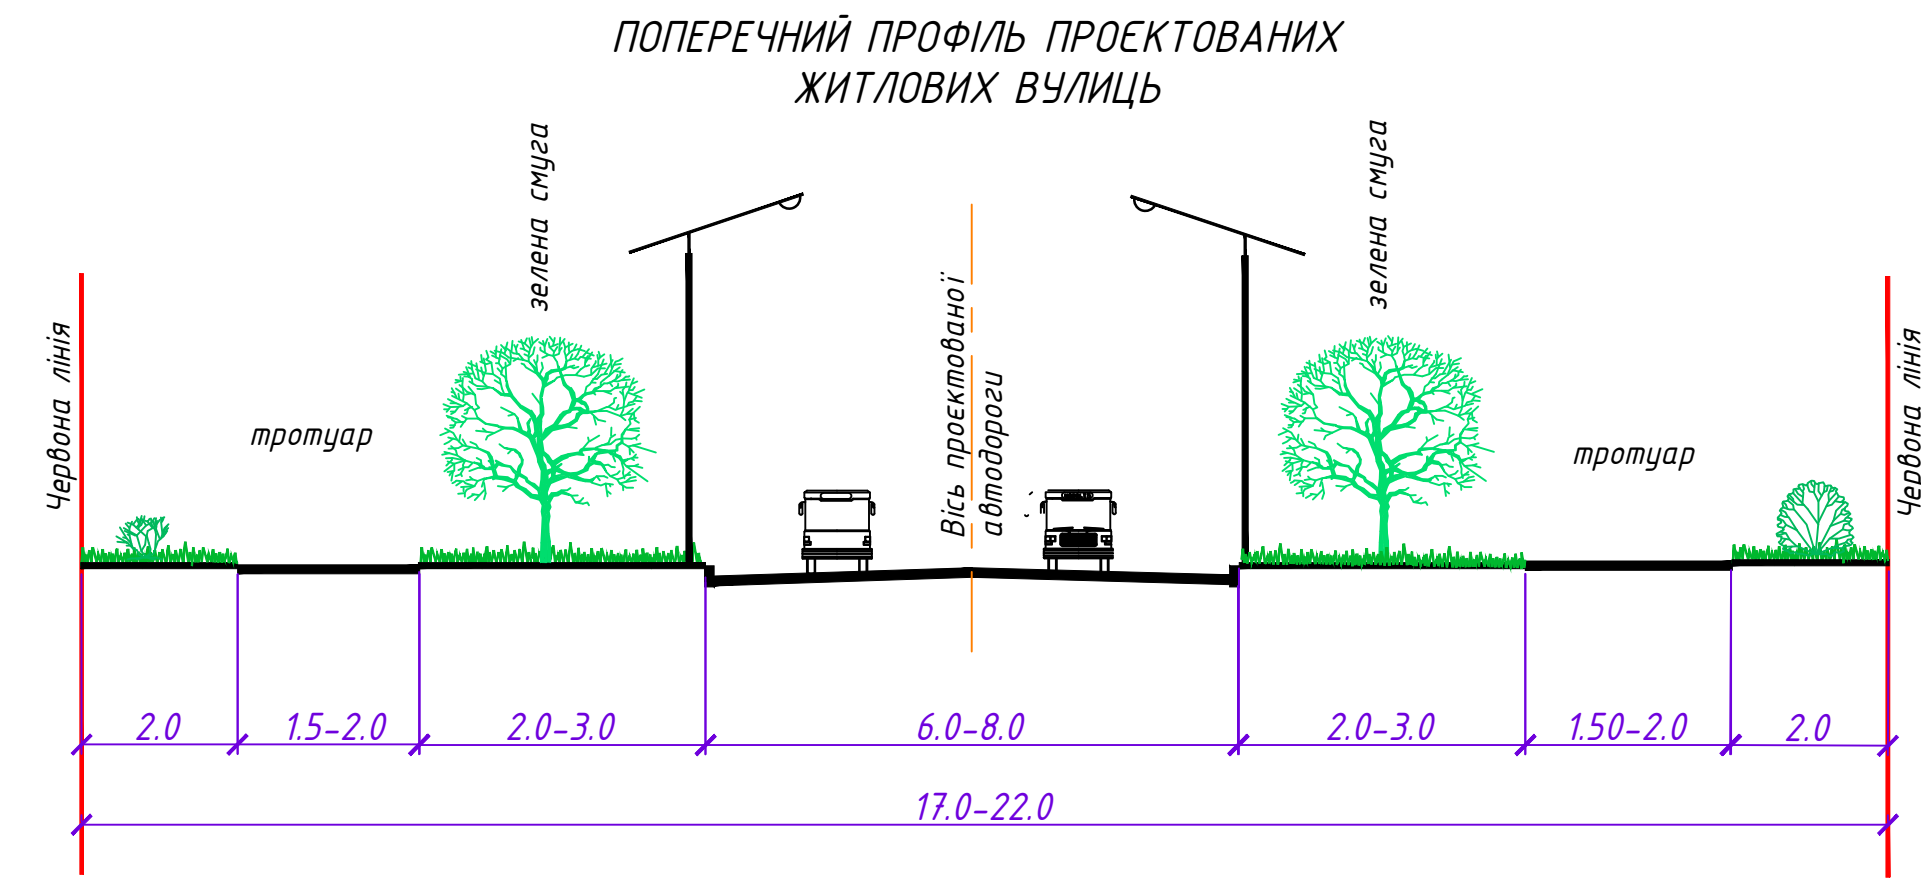 ПОПЕРЕЧНИЙ ПРОФІЛЬ ПРОЄКТОВАНИХ
ЖИТЛОВИХ ВУЛИЦЬ
Червона лінія
тротуар
зелена смуга
Вісь проєктованої
автодороги
зелена смуга
тротуар
Червона лінія
2.0
1.5-2.0
2.0-3.0
6.0-8.0
2.0-3.0
1.50-2.0
2.0
17.0-22.0